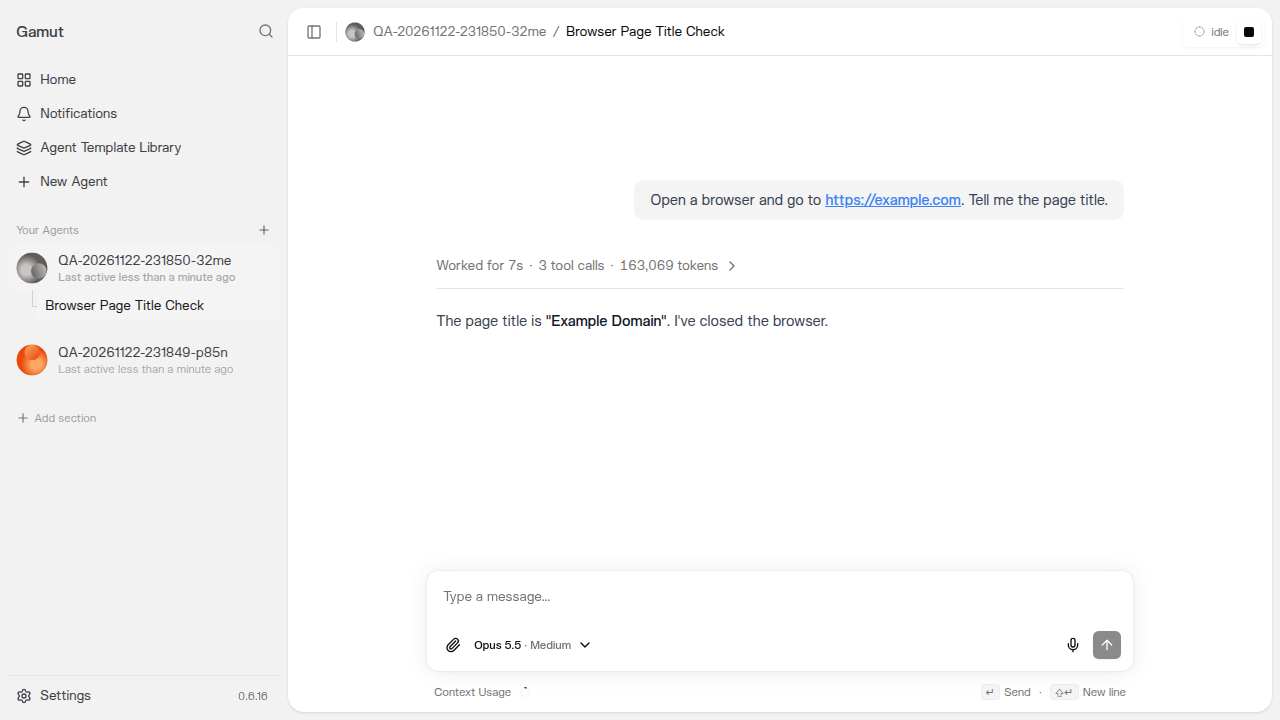 Gamut
Home
Notifications
Agent Template Library
New Agent
Your Agents
QA-20261122-231850-32me
Last active less than a minute ago
Browser Page Title Check
QA-20261122-231849-p85n
Last active less than a minute ago
Add section
Settings
0.6.16
QA-20261122-231850-32me / Browser Page Title Check
idle
Open a browser and go to https://example.com. Tell me the page title.
Worked for 7s · 3 tool calls · 163,069 tokens
The page title is "Example Domain". I've closed the browser.
Type a message...
Opus 5.5 · Medium
Context Usage
Send · New line